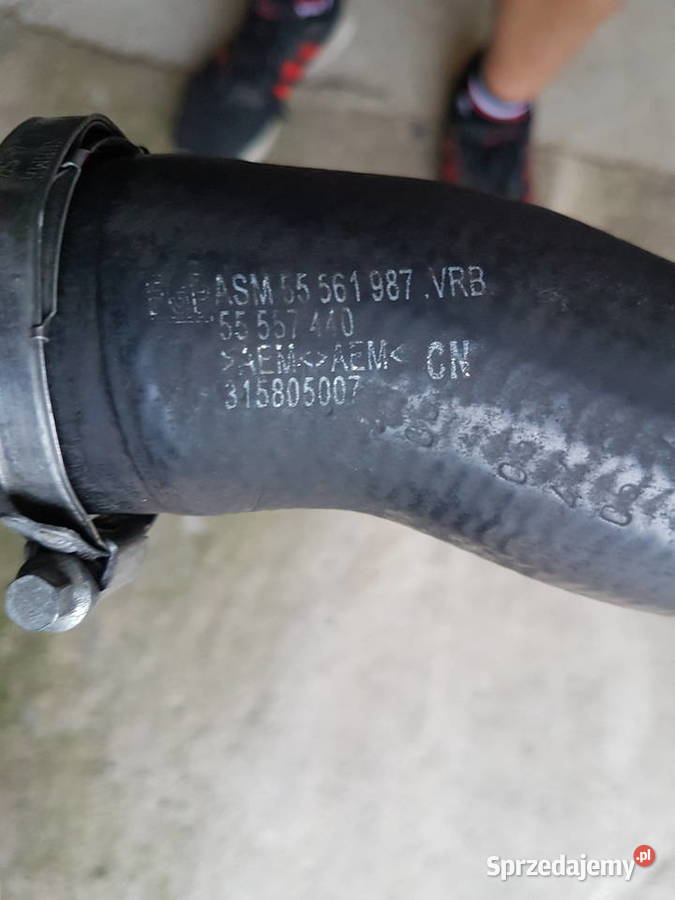 ASM 55 561 987 .VRB
55 557 440
>AEM<>AEM< CN
315805007
Sprzedajemy.pl